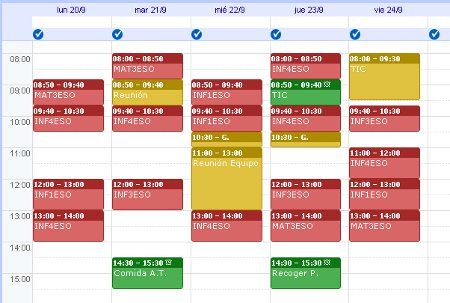 lun 20/9
mar 21/9
mié 22/9
jue 23/9
vie 24/9
08:00
09:00
10:00
11:00
12:00
13:00
14:00
15:00
08:50 – 09:40
MAT3ESO
09:40 – 10:30
INF4ESO
12:00 – 13:00
INF1ESO
13:00 – 14:00
INF4ESO
08:00 – 08:50
MAT3ESO
08:50 – 09:40
Reunión
09:40 – 10:30
INF4ESO
12:00 – 13:00
INF3ESO
14:30 – 15:30
Comida A.T.
08:50 – 09:40
INF1ESO
09:40 – 10:30
INF1ESO
10:30 – G.
11:00 – 13:00
Reunión Equipo
13:00 – 14:00
INF4ESO
08:00 – 08:50
INF4ESO
08:50 – 09:40
TIC
09:40 – 10:30
INF4ESO
10:30 – G.
12:00 – 13:00
INF3ESO
13:00 – 14:00
MAT3ESO
14:30 – 15:30
Recoger P.
08:00 – 09:30
TIC
09:40 – 10:30
INF3ESO
11:00 – 12:00
INF4ESO
12:00 – 13:00
INF1ESO
13:00 – 14:00
MAT3ESO